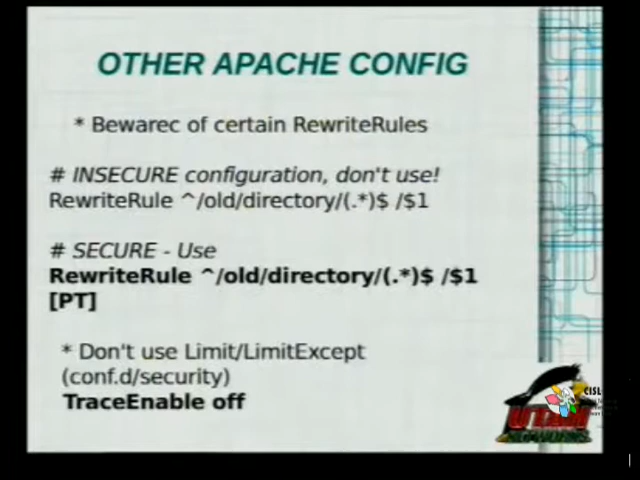 OTHER APACHE CONFIG
* Bewarec of certain RewriteRules
# INSECURE configuration, don't use!
RewriteRule ^/old/directory/(.*)$ /$1
# SECURE - Use
RewriteRule ^/old/directory/(.*)$ /$1
[PT]
* Don't use Limit/LimitExcept
(conf.d/security)
TraceEnable off
CISL